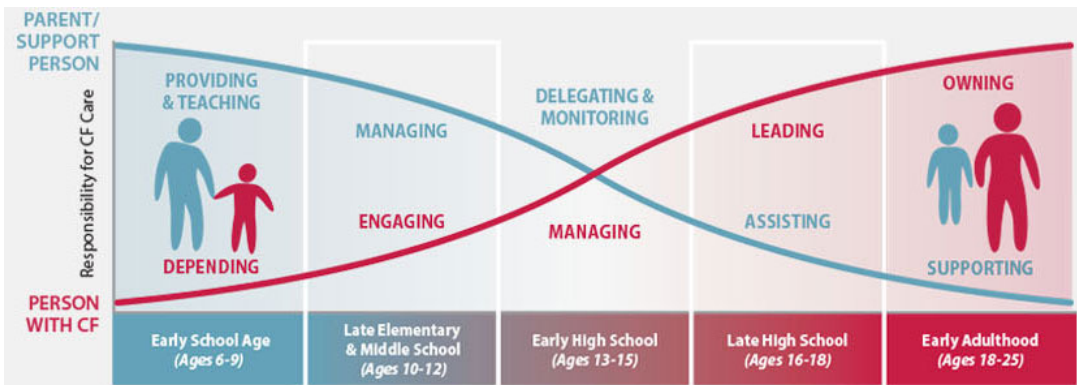 PARENT/
SUPPORT
PERSON
Responsibility for CF Care
PERSON
WITH CF
PROVIDING
& TEACHING
DEPENDING
MANAGING
ENGAGING
DELEGATING &
MONITORING
MANAGING
LEADING
ASSISTING
OWNING
SUPPORTING
Early School Age
(Ages 6-9)
Late Elementary
& Middle School
(Ages 10-12)
Early High School
(Ages 13-15)
Late High School
(Ages 16-18)
Early Adulthood
(Ages 18-25)